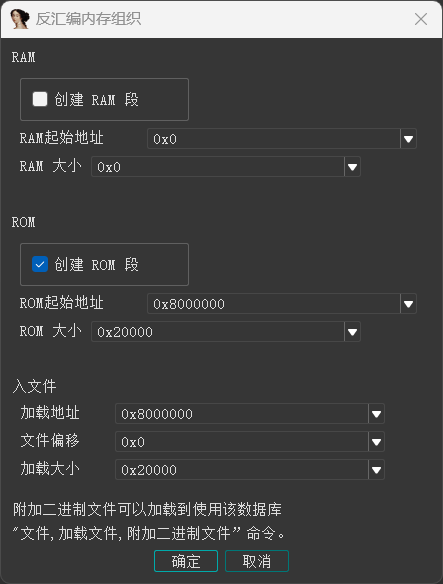 反汇编内存组织
RAM
创建 RAM 段
RAM起始地址 0x0
RAM 大小 0x0
ROM
创建 ROM 段
ROM起始地址 0x8000000
ROM 大小 0x20000
入文件
加载地址 0x8000000
文件偏移 0x0
加载大小 0x20000
附加二进制文件可以加载到使用该数据库
"文件,加载文件,附加二进制文件”命令。
确定 取消